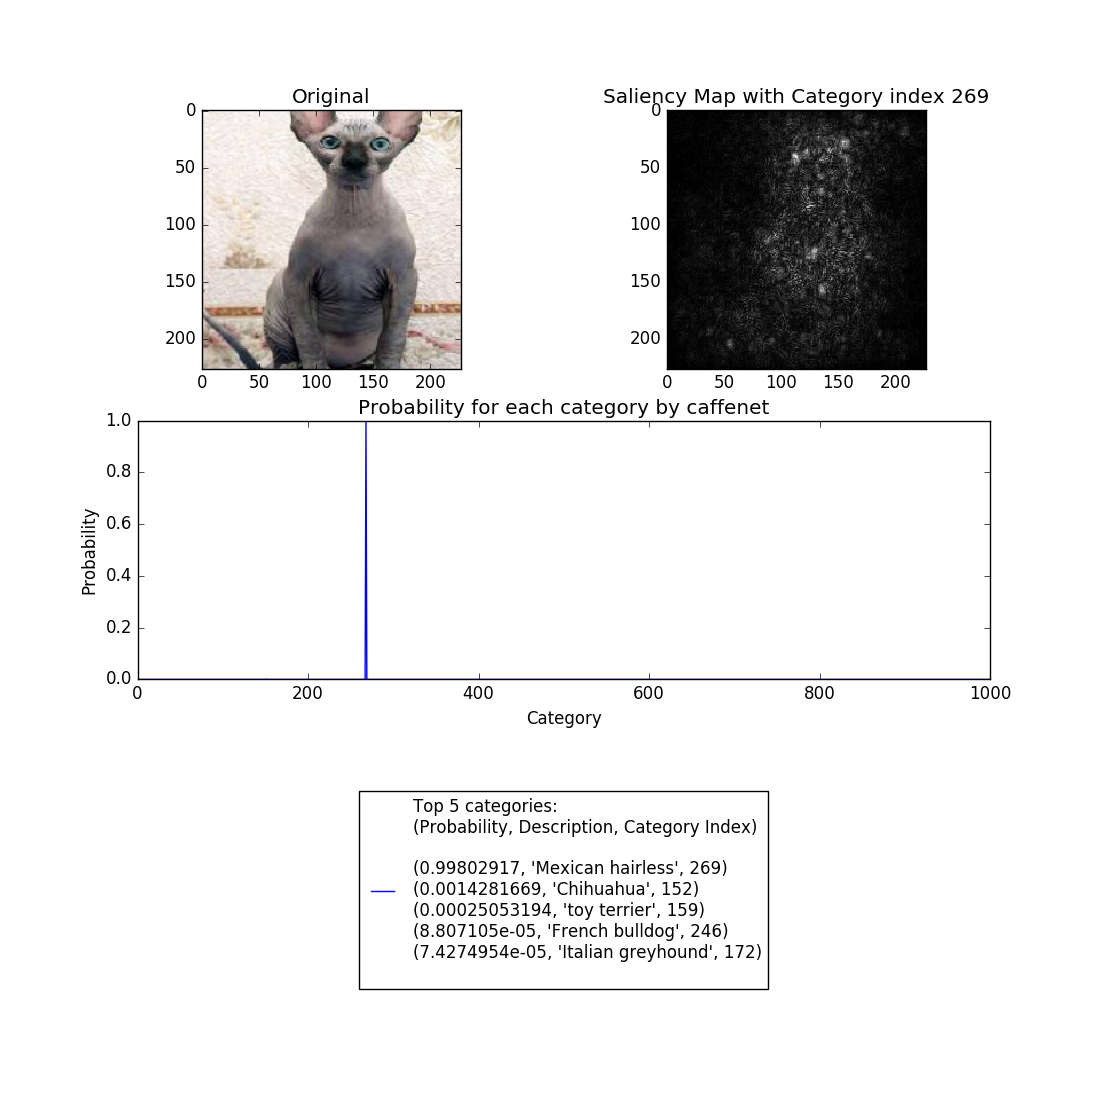 Original
0
50
100
150
200
0 50 100 150 200
Saliency Map with Category index 269
0
50
100
150
200
0 50 100 150 200
Probability for each category by caffenet
1.0
0.8
0.6
0.4
0.2
0.0
Probability
0 200 400 600 800 1000
Category
Top 5 categories:
(Probability, Description, Category Index)
(0.99802917, 'Mexican hairless', 269)
(0.0014281669, 'Chihuahua', 152)
(0.00025053194, 'toy terrier', 159)
(8.807105e-05, 'French bulldog', 246)
(7.4274954e-05, 'Italian greyhound', 172)